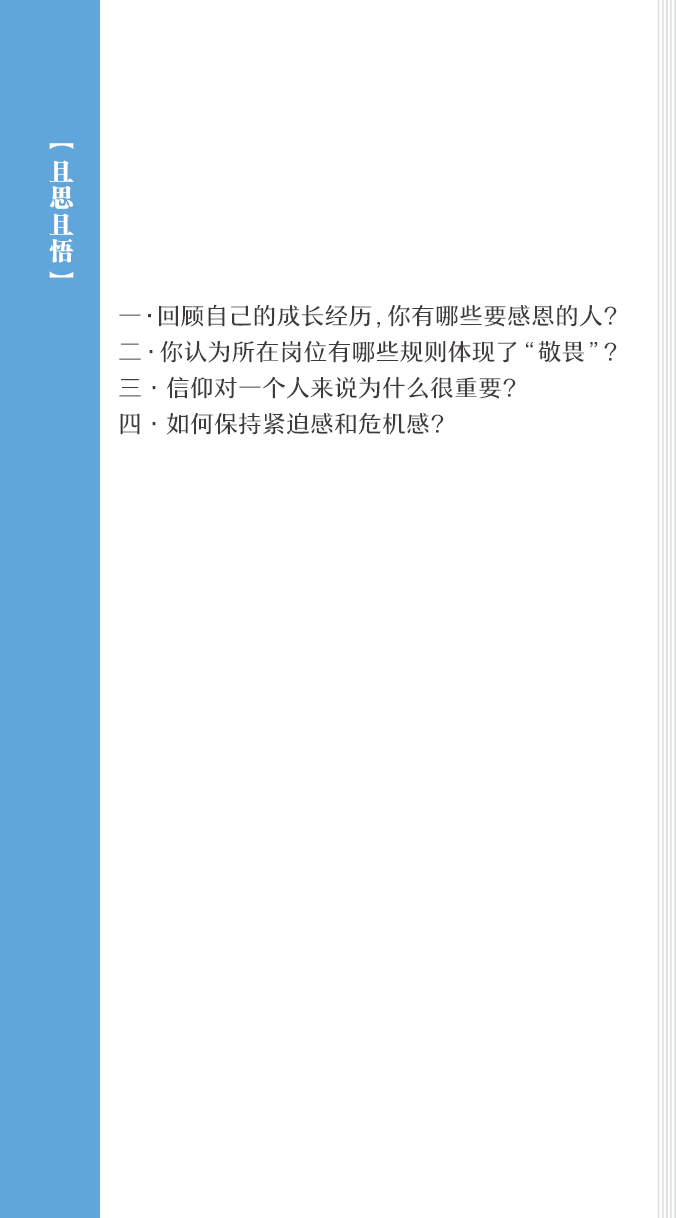 【且思且悟】
一·回顾自己的成长经历，你有哪些要感恩的人？
二·你认为所在岗位有哪些规则体现了“敬畏”？
三·信仰对一个人来说为什么很重要？
四·如何保持紧迫感和危机感？